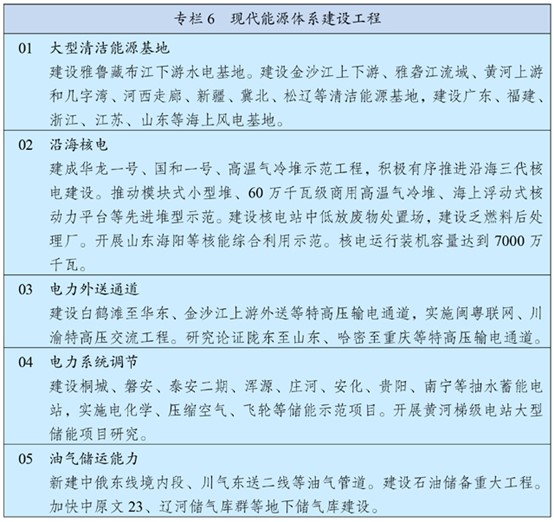 专栏 6 现代能源体系建设工程
01 大型清洁能源基地
建设雅鲁藏布江下游水电基地。建设金沙江上下游、雅砻江流域、黄河上游
和几字湾、河西走廊、新疆、冀北、松辽等清洁能源基地，建设广东、福建、
浙江、江苏、山东等海上风电基地。
02 沿海核电
建成华龙一号、国和一号、高温气冷堆示范工程，积极有序推进沿海三代核
电建设。推动模块式小型堆、60 万千瓦级商用高温气冷堆、海上浮动式核
动力平台等先进堆型示范。建设核电站中低放废物处置场，建设乏燃料后处
理厂。开展山东海阳等核能综合利用示范。核电运行装机容量达到 7000 万
千瓦。
03 电力外送通道
建设白鹤滩至华东、金沙江上游外送等特高压输电通道，实施闽粤联网、川
渝特高压交流工程。研究论证陇东至山东、哈密至重庆等特高压输电通道。
04 电力系统调节
建设桐城、磐安、泰安二期、浑源、庄河、安化、贵阳、南宁等抽水蓄能电
站，实施电化学、压缩空气、飞轮等储能示范项目。开展黄河梯级电站大型
储能项目研究。
05 油气储运能力
新建中俄东线境内段、川气东送二线等油气管道。建设石油储备重大工程。
加快中原文 23、辽河储气库群等地下储气库建设。